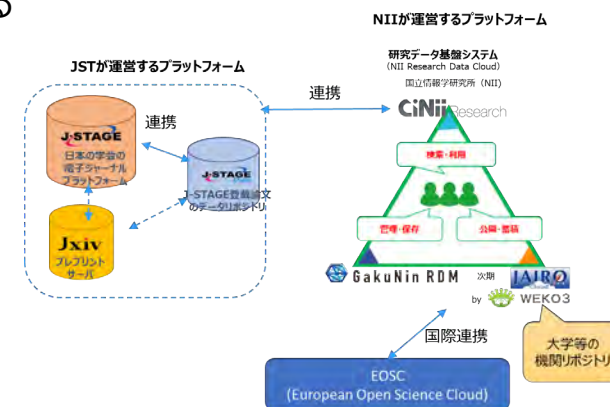 る
NIIが運営するプラットフォーム
研究データ基盤システム
(NII Research Data Cloud)
国立情報学研究所（NII）
JSTが運営するプラットフォーム
連携
CiNii Research
連携
J-STAGE
日本の学会の
電子ジャーナル
プラットフォーム
J-STAGE
J-STAGE登載論文
のデータリポジトリ
検索・利用
管理・保存
公開・蓄積
Jxiv
プレプリント
サーバ
GakuNin RDM
次期
JAIRO
by
WEKO3
国際連携
大学等の
機関リポジトリ
EOSC
(European Open Science Cloud)